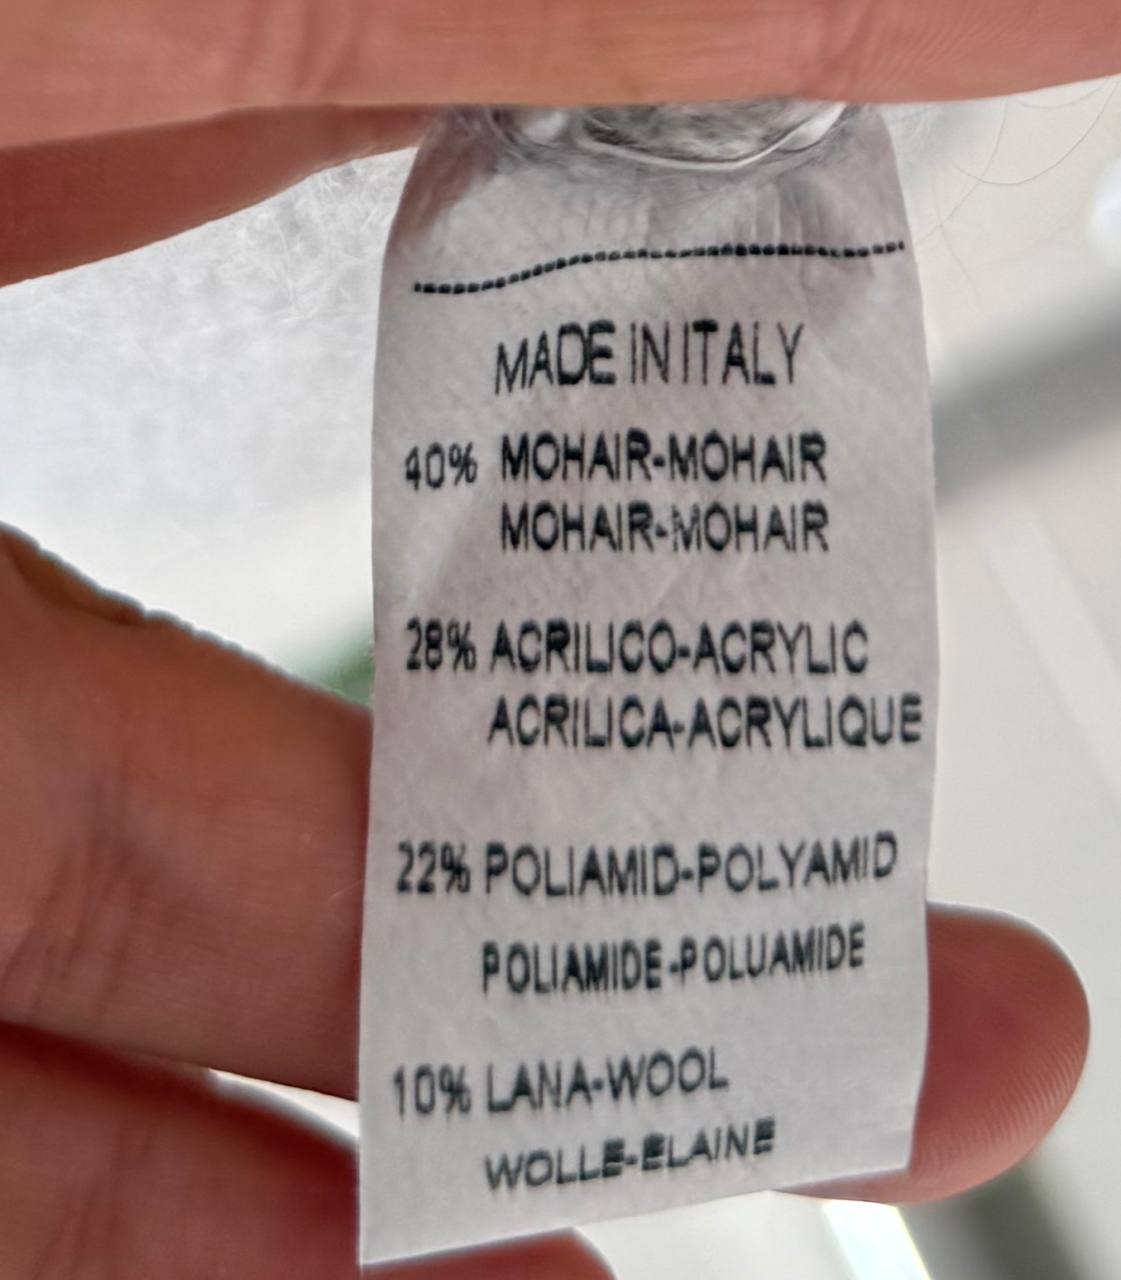 MADE IN ITALY
40% MOHAIR-MOHAIR
MOHAIR-MOHAIR
28% ACRILICO-ACRYLIC
ACRILICA-ACRYLIQUE
22% POLIAMID-POLYAMID
POLIAMIDE-POLUAMIDE
10% LANA-WOOL
WOLLE-ELAINE